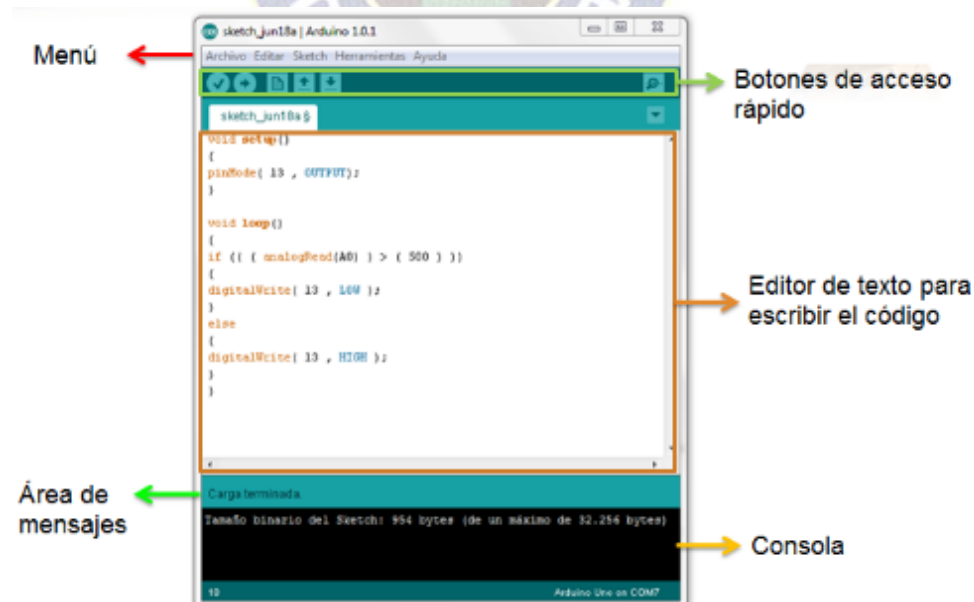 sketch_jun18a | Arduino 1.0.1
Menú
Archivo Editar Sketch Herramientas Ayuda
Botones de acceso
rápido
sketch_jun18a §
void setup()
{
pinMode( 13 , OUTPUT);
}
void loop()
{
if (( ( analogRead(A0) ) > ( 500 ) ))
{
digitalWrite( 13 , LOW );
}
else
{
digitalWrite( 13 , HIGH );
}
}
Editor de texto para
escribir el código
Área de
mensajes
Carga terminada.
Tamaño binario del Sketch: 954 bytes (de un máximo de 32.256 bytes)
Consola
10
Arduino Uno on COM7